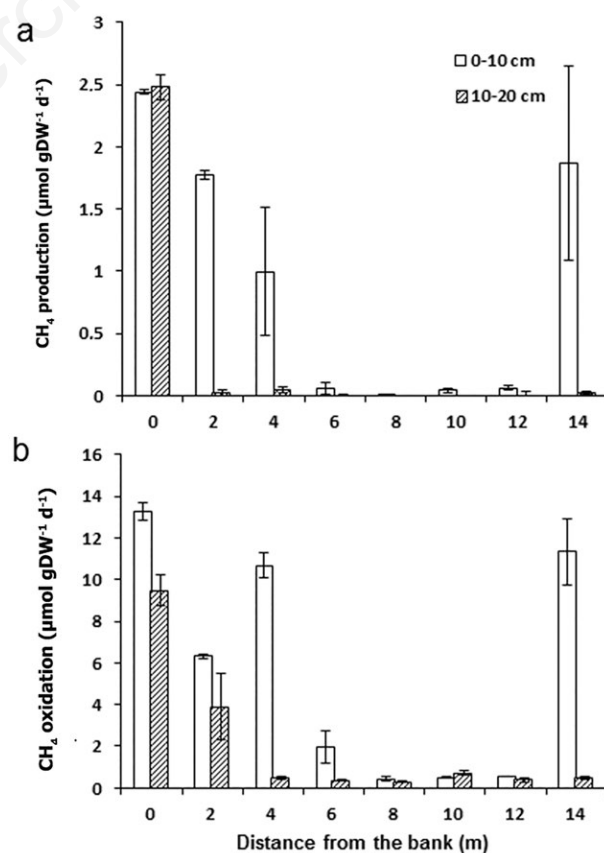 a
CH₄ production (µmol gDW⁻¹ d⁻¹)
3
2.5
2
1.5
1
0.5
0
0-10 cm
10-20 cm
0 2 4 6 8 10 12 14
b
CH₄ oxidation (µmol gDW⁻¹ d⁻¹)
16
14
12
10
8
6
4
2
0
0 2 4 6 8 10 12 14
Distance from the bank (m)